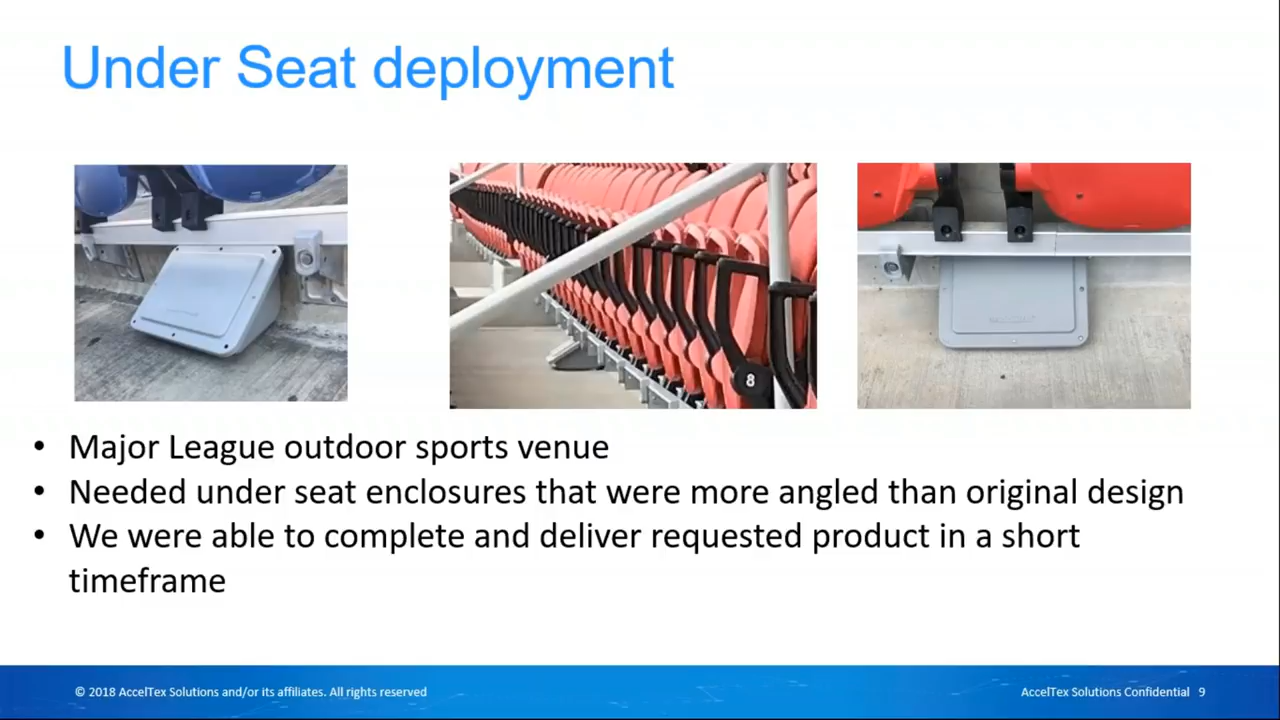 Under Seat deployment
8
• Major League outdoor sports venue
• Needed under seat enclosures that were more angled than original design
• We were able to complete and deliver requested product in a short
timeframe
© 2018 AccelTex Solutions and/or its affiliates. All rights reserved
AccelTex Solutions Confidential 9